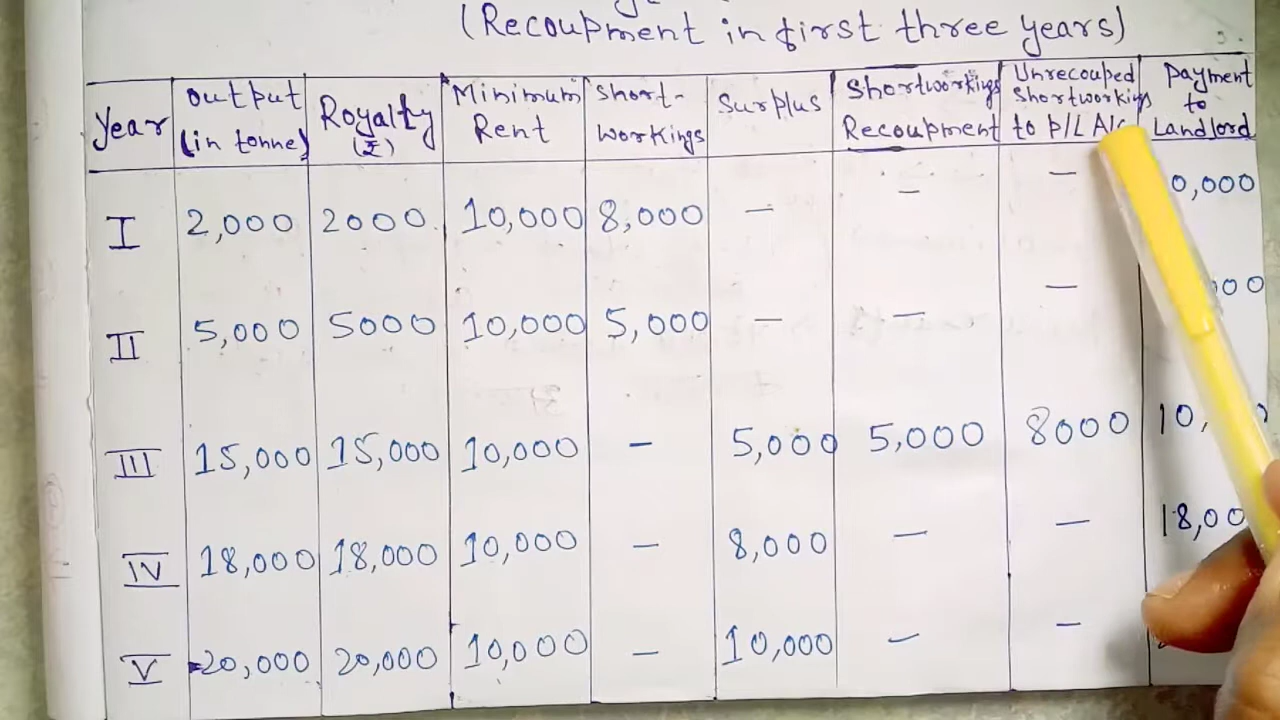 (Recoupment in first three years)
Year | Output (in tonne) | Royalty (₹) | Minimum Rent | Short-workings | Surplus | Shortworkings Recoupment | Unrecouped Shortworkings to P/L A/c | Payment to Landlord
I | 2,000 | 2000 | 10,000 | 8,000 | — | — | —
II | 5,000 | 5000 | 10,000 | 5,000 | — | — | —
III | 15,000 | 15,000 | 10,000 | - | 5,000 | 5,000 | 8000
IV | 18,000 | 18,000 | 10,000 | — | 8,000 | — | —
V | 20,000 | 20,000 | 10,000 | — | 10,000 | — | —